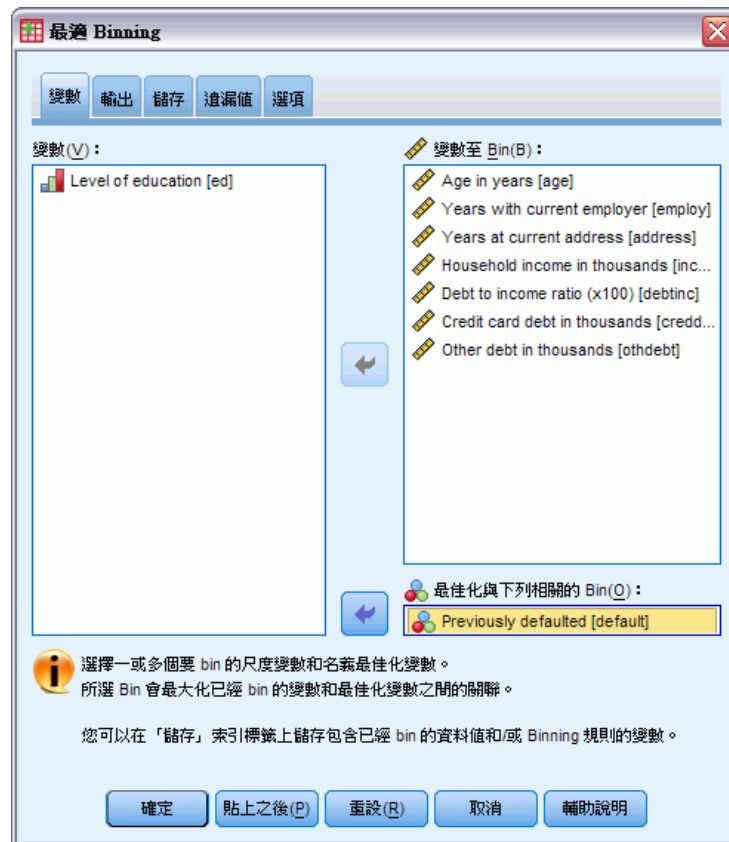 最適 Binning
變數 輸出 儲存 遺漏值 選項
變數(V)：
Level of education [ed]
變數至 Bin(B)：
Age in years [age]
Years with current employer [employ]
Years at current address [address]
Household income in thousands [inc...
Debt to income ratio (x100) [debtinc]
Credit card debt in thousands [credd...
Other debt in thousands [othdebt]
最佳化與下列相關的 Bin(O)：
Previously defaulted [default]
選擇一或多個要 bin 的尺度變數和名義最佳化變數。
所選 Bin 會最大化已經 bin 的變數和最佳化變數之間的關聯。
您可以在「儲存」索引標籤上儲存包含已經 bin 的資料值和/或 Binning 規則的變數。
確定 貼上之後(P) 重設(R) 取消 輔助說明